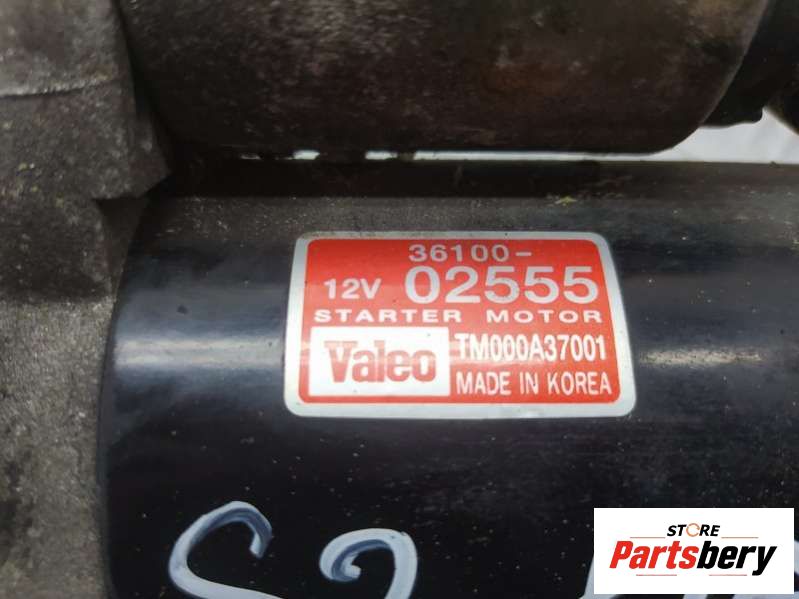 36100-
12V 02555
STARTER MOTOR
Valeo TM000A37001
MADE IN KOREA
STORE
Partsbery